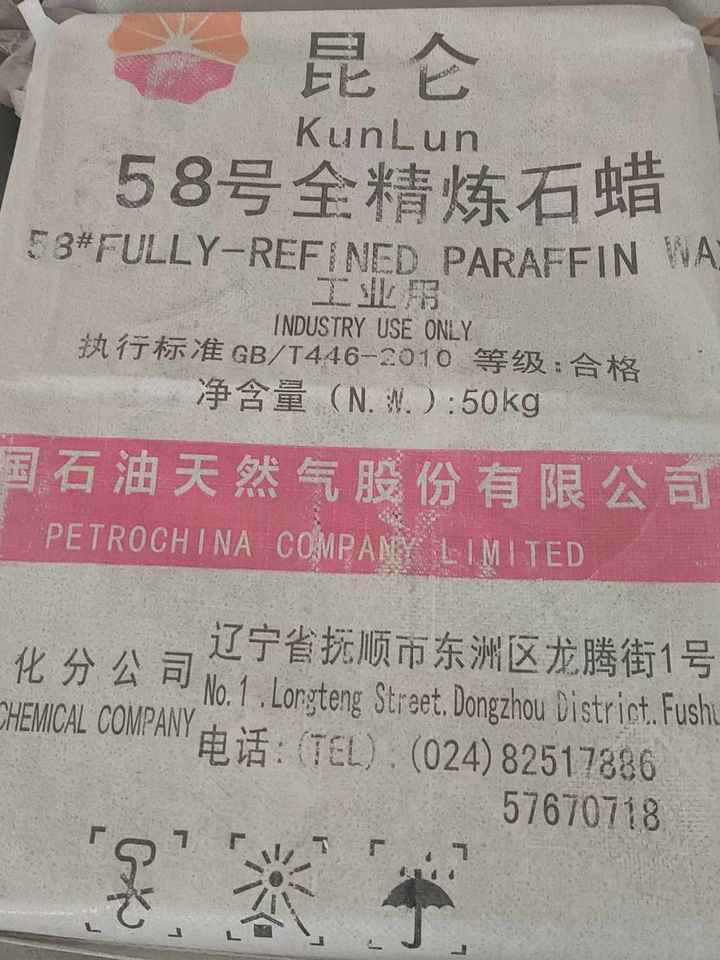 昆仑
KunLun
58号全精炼石蜡
58#FULLY-REFINED PARAFFIN WA
工业用
INDUSTRY USE ONLY
执行标准GB/T446-2010 等级:合格
净含量(N.W.):50kg
国石油天然气股份有限公司
PETROCHINA COMPANY LIMITED
化分公司
CHEMICAL COMPANY
辽宁省抚顺市东洲区龙腾街1号
No.1.Longteng Street.Dongzhou District.Fushu
电话:(TEL):(024)82517886
57670718